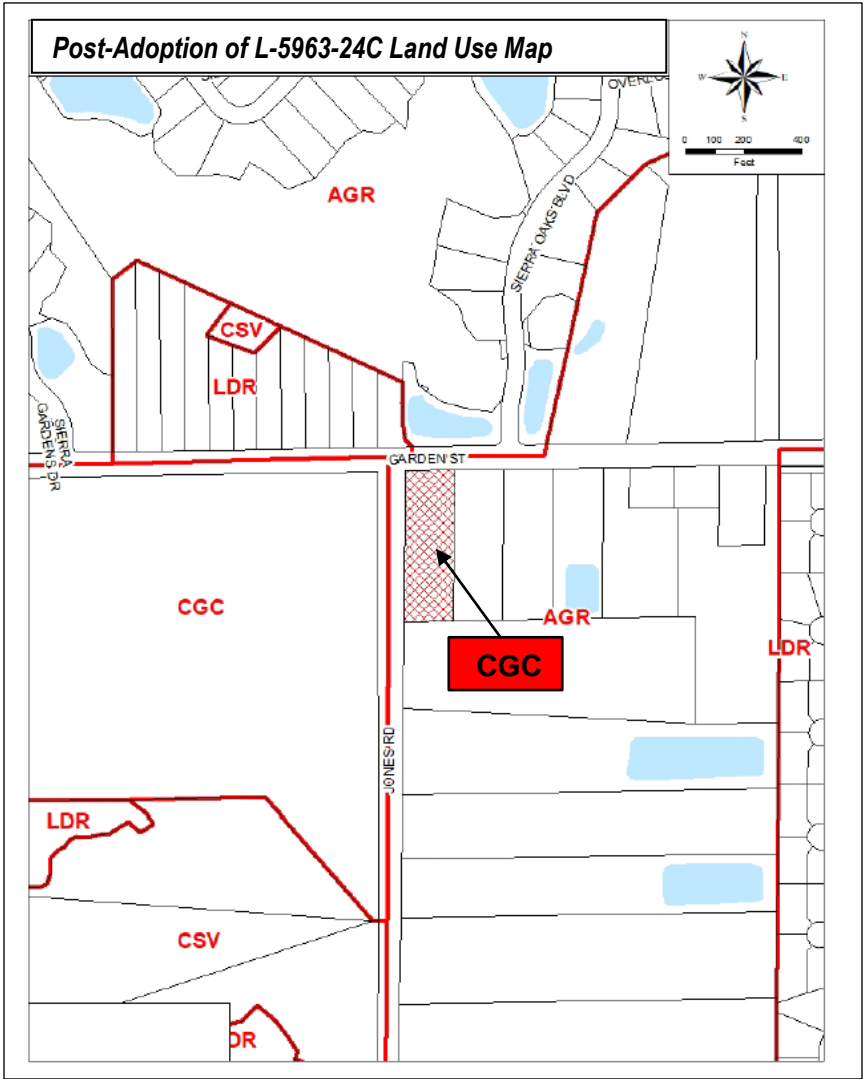 Post-Adoption of L-5963-24C Land Use Map
N
W E
S
0 100 200 400
Feet
AGR
SIERRA OAKS BLVD
CSV
LDR
SIERRA
GARDENS DR
GARDEN ST
CGC
AGR
CGC
LDR
JONES RD
LDR
CSV